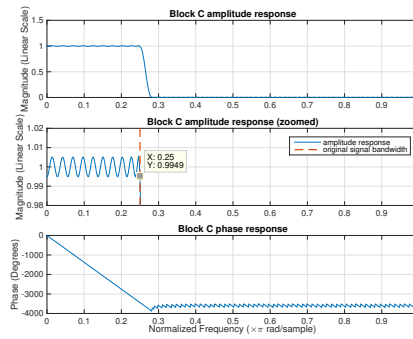 Block C amplitude response
Magnitude (Linear Scale)
1.5
1
0.5
0
0 0.1 0.2 0.3 0.4 0.5 0.6 0.7 0.8 0.9
Block C amplitude response (zoomed)
Magnitude (Linear Scale)
1.02
1.01
1
0.99
0.98
X: 0.25
Y: 0.9949
amplitude response
original signal bandwidth
0 0.1 0.2 0.3 0.4 0.5 0.6 0.7 0.8 0.9
Block C phase response
Phase (Degrees)
0
-1000
-2000
-3000
-4000
0 0.1 0.2 0.3 0.4 0.5 0.6 0.7 0.8 0.9
Normalized Frequency (×π rad/sample)